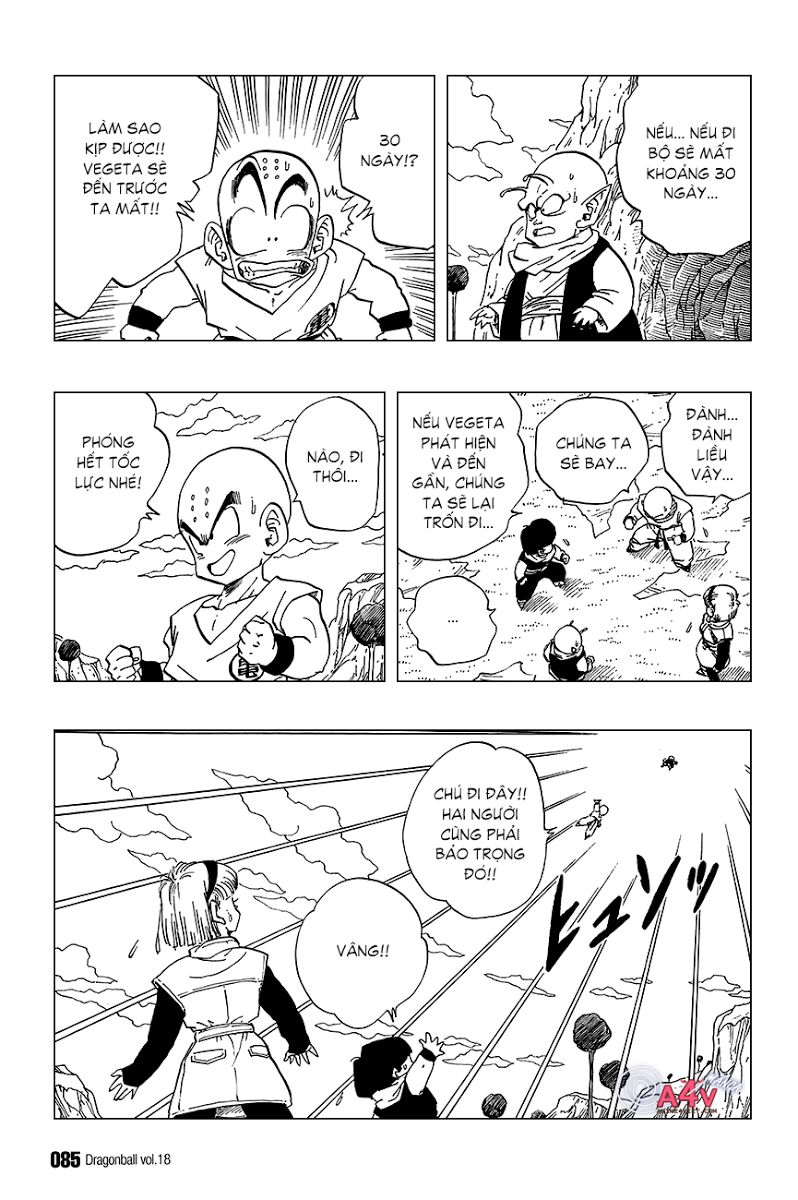 NẾU... NẾU ĐI
BỘ SẼ MẤT
KHOẢNG 30
NGÀY...
30
NGÀY!?
LÀM SAO
KỊP ĐƯỢC!!
VEGETA SẼ
ĐẾN TRƯỚC
TA MẤT!!
ĐÀNH...
ĐÀNH
LIỀU
VẬY...
CHÚNG TA
SẼ BAY...
NẾU VEGETA
PHÁT HIỆN
VÀ ĐẾN
GẦN, CHÚNG
TA SẼ LẠI
TRỐN ĐI...
...
NÀO, ĐI
THÔI...
PHÓNG
HẾT TỐC
LỰC NHÉ!
CHÚ ĐI ĐÂY!!
HAI NGƯỜI
CŨNG PHẢI
BẢO TRỌNG
ĐÓ!!
VÂNG!!
ヒュンッ
A4V
085 Dragonball vol.18